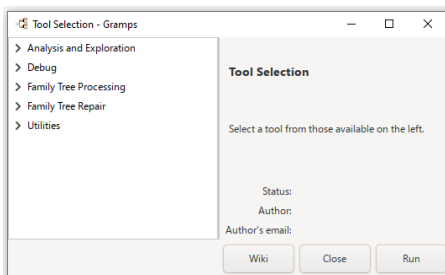 Tool Selection - Gramps
Analysis and Exploration
Debug
Family Tree Processing
Family Tree Repair
Utilities
Tool Selection
Select a tool from those available on the left.
Status:
Author:
Author's email:
Wiki
Close
Run